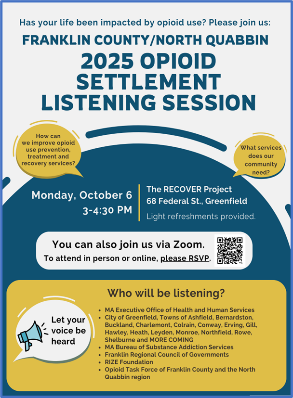 Has your life been impacted by opioid use? Please join us:
FRANKLIN COUNTY/NORTH QUABBIN
2025 OPIOID
SETTLEMENT
LISTENING SESSION
How can
we improve opioid
use prevention,
treatment and
recovery services?
What services
does our
community
need?
Monday, October 6
3-4:30 PM
The RECOVER Project
68 Federal St., Greenfield
Light refreshments provided.
You can also join us via Zoom.
To attend in person or online, please RSVP.
Let your
voice be
heard
Who will be listening?
• MA Executive Office of Health and Human Services
• City of Greenfield, Towns of Ashfield, Bernardston,
Buckland, Charlemont, Colrain, Conway, Erving, Gill,
Hawley, Heath, Leyden, Monroe, Northfield, Rowe,
Shelburne and MORE COMING
• MA Bureau of Substance Addiction Services
• Franklin Regional Council of Governments
• RIZE Foundation
• Opioid Task Force of Franklin County and the North
Quabbin region